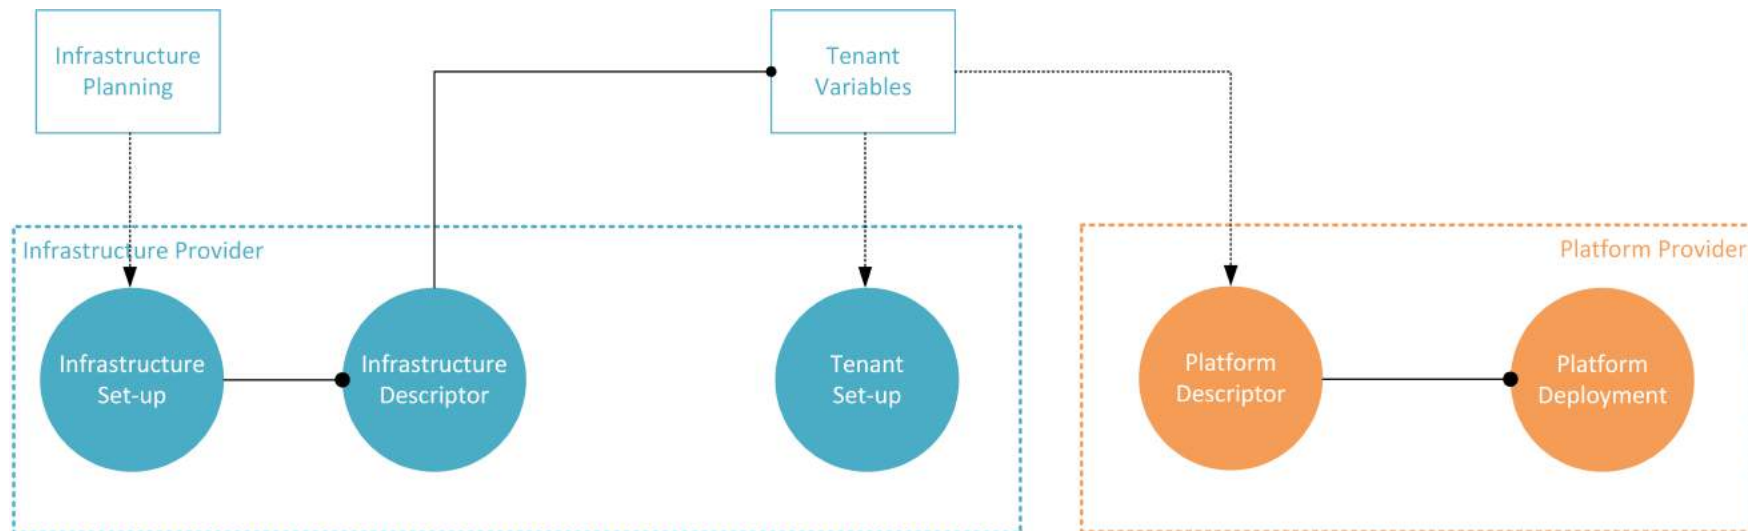 Infrastructure
Planning
Tenant
Variables
Infrastructure Provider
Platform Provider
Infrastructure
Set-up
Infrastructure
Descriptor
Tenant
Set-up
Platform
Descriptor
Platform
Deployment